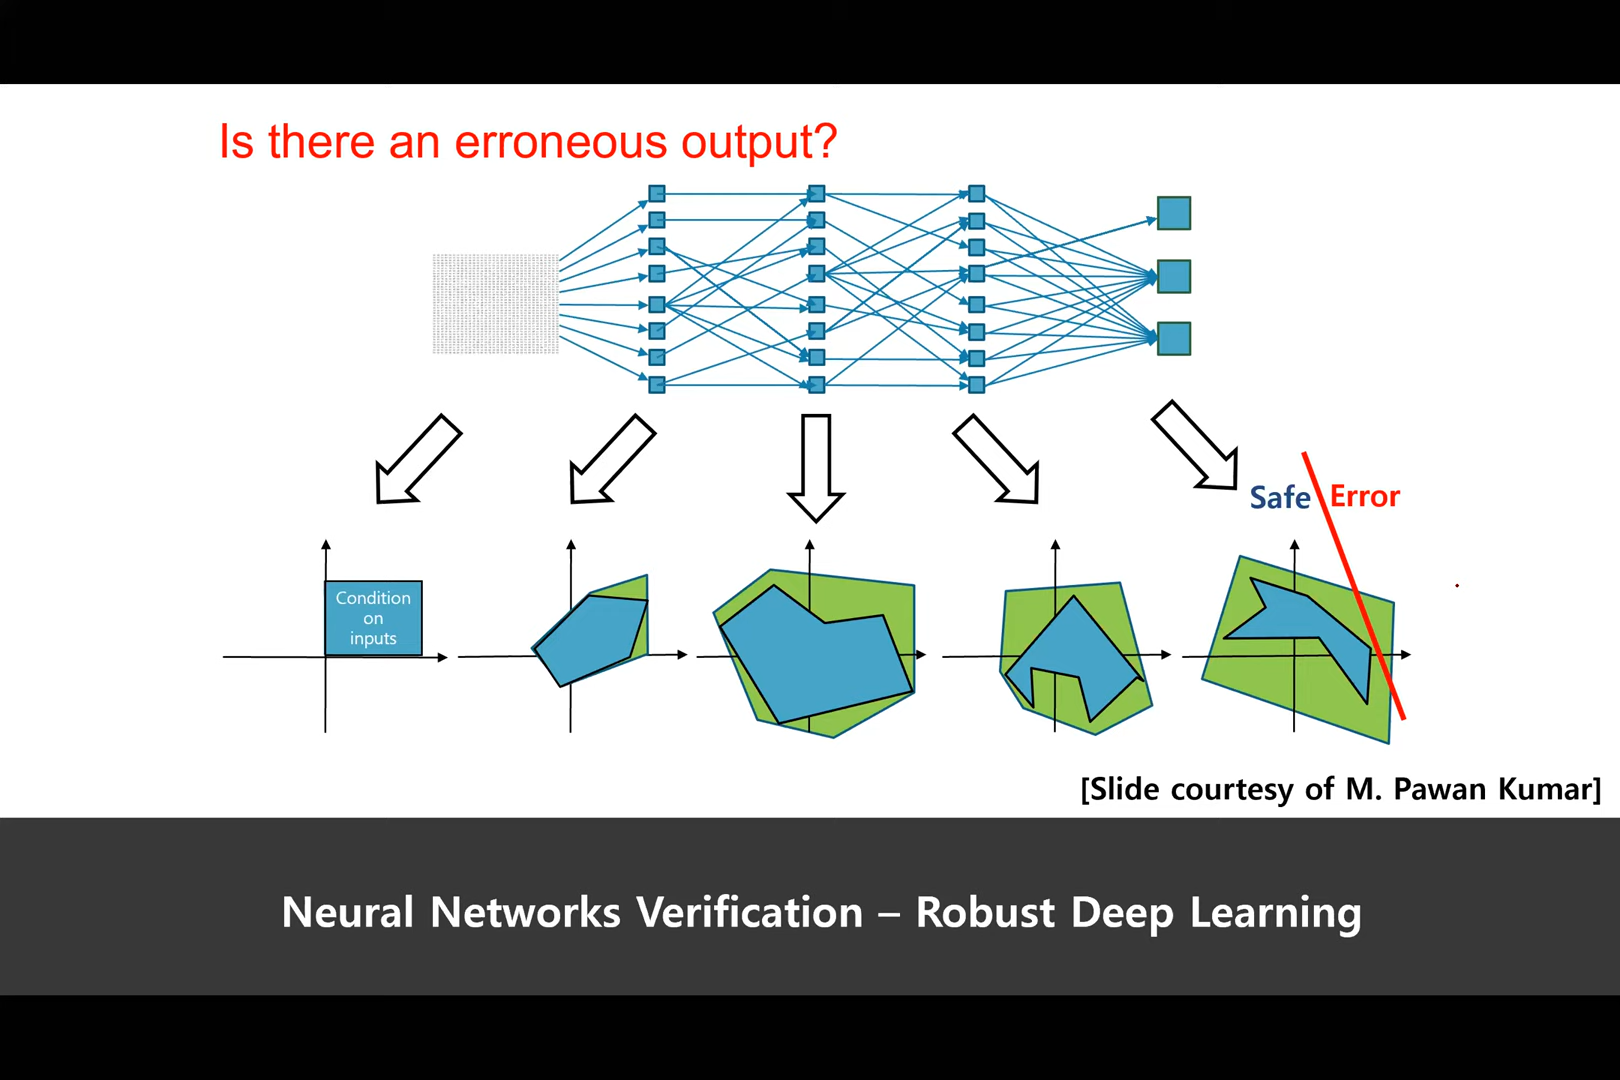 Is there an erroneous output?
Safe
Error
Condition
on
inputs
[Slide courtesy of M. Pawan Kumar]
Neural Networks Verification – Robust Deep Learning